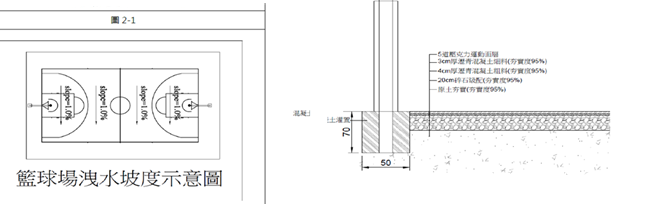 圖 2-1
slope=1.0%
slope=1.0%
slope=1.0%
slope=1.0%
籃球場洩水坡度示意圖
5道壓克力運動面層
3cm厚瀝青混凝土細料(夯實度95%)
4cm厚瀝青混凝土粗料(夯實度95%)
20cm碎石級配(夯實度95%)
原土夯實(夯實度95%)
混凝土
70
50